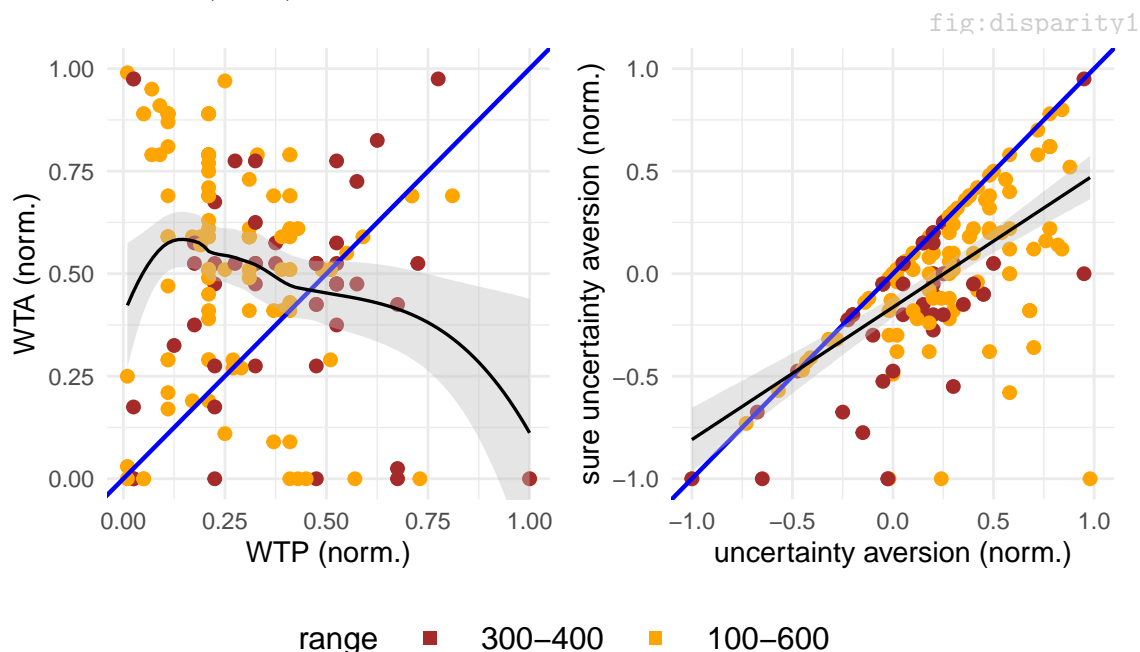 fig:disparity1
1.00
0.75
0.50
0.25
0.00
WTA (norm.)
0.00 0.25 0.50 0.75 1.00
WTP (norm.)
1.0
0.5
0.0
−0.5
−1.0
sure uncertainty aversion (norm.)
−1.0 −0.5 0.0 0.5 1.0
uncertainty aversion (norm.)
range 300−400 100−600